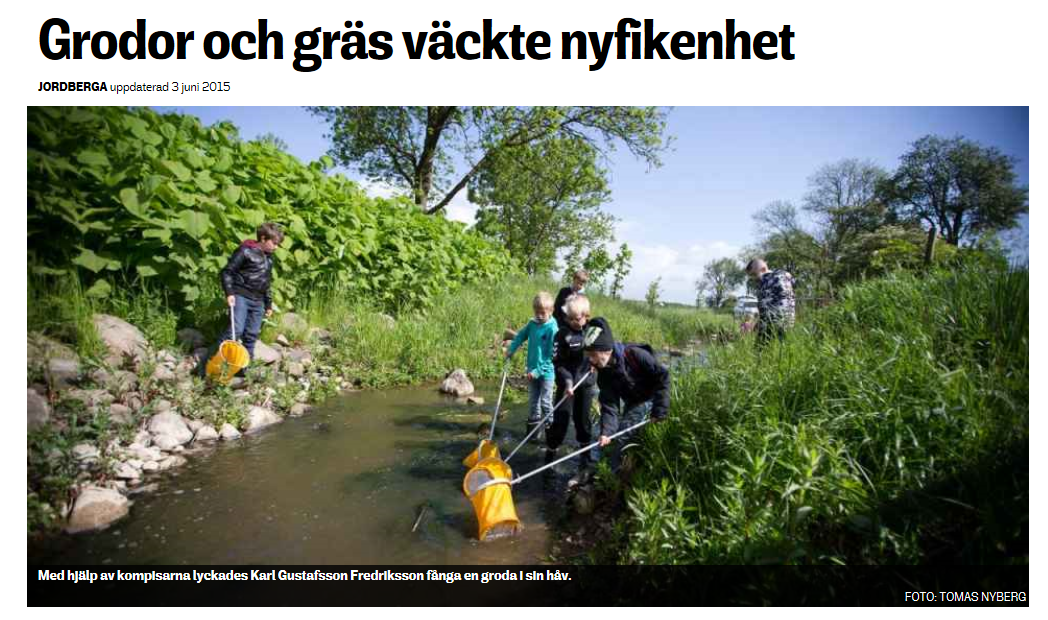 Grodor och gräs väckte nyfikenhet
JORDBERGA uppdaterad 3 juni 2015
Med hjälp av kompisarna lyckades Karl Gustafsson Fredriksson fånga en groda i sin håv.
FOTO: TOMAS NYBERG